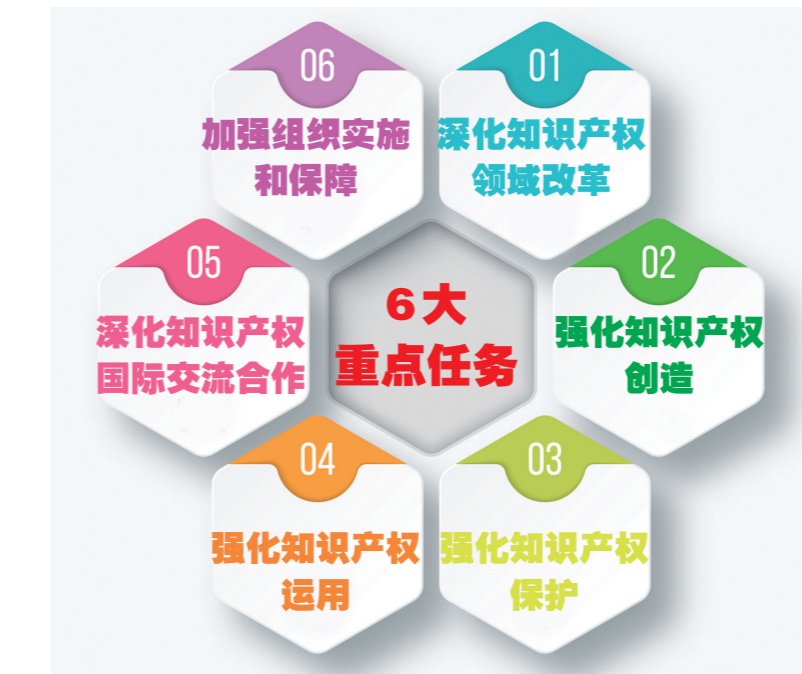 6大
重点任务
01
深化知识产权
领域改革
02
强化知识产权
创造
03
强化知识产权
保护
04
强化知识产权
运用
05
深化知识产权
国际交流合作
06
加强组织实施
和保障